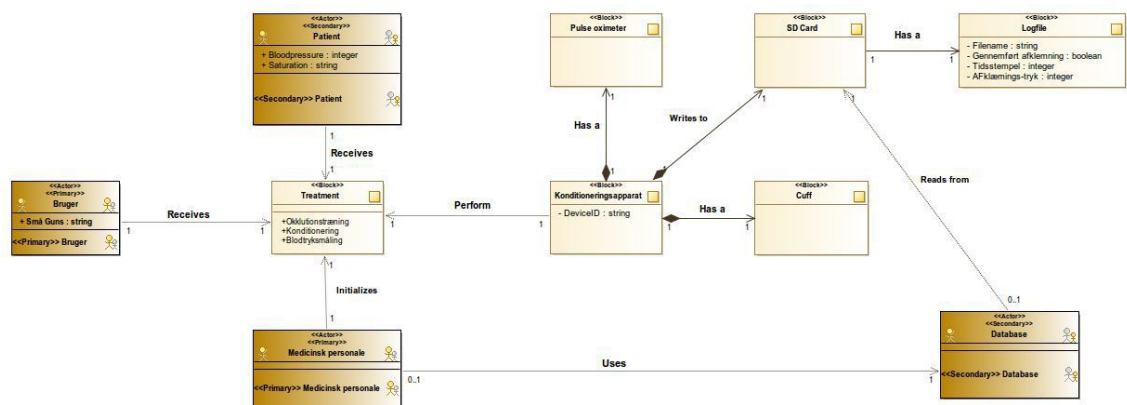 <<Actor>>
<<Secondary>>
Patient
+ Bloodpressure : integer
+ Saturation : string
<<Secondary>> Patient
1
Receives
1
<<Actor>>
<<Primary>>
Bruger
+ Små Guns : string
<<Primary>> Bruger
1
Receives
1
<<Block>>
Treatment
+Okklutionstræning
+Konditionering
+Blodtryksmåling
1
Initializes
1
<<Actor>>
<<Primary>>
Medicinsk personale
<<Primary>> Medicinsk personale
0..1
Uses
1
<<Block>>
Pulse oximeter
1
Has a
1
1
Perform
1
<<Block>>
Konditioneringsapparat
- DeviceID : string
1
Writes to
1
1
Has a
1
<<Block>>
Cuff
<<Block>>
SD Card
1
Has a
1
<<Block>>
Logfile
- Filename : string
- Gennemført afklemning : boolean
- Tidsstempel : integer
- AFklæmings-tryk : integer
1
Reads from
0..1
<<Actor>>
<<Secondary>>
Database
<<Secondary>> Database